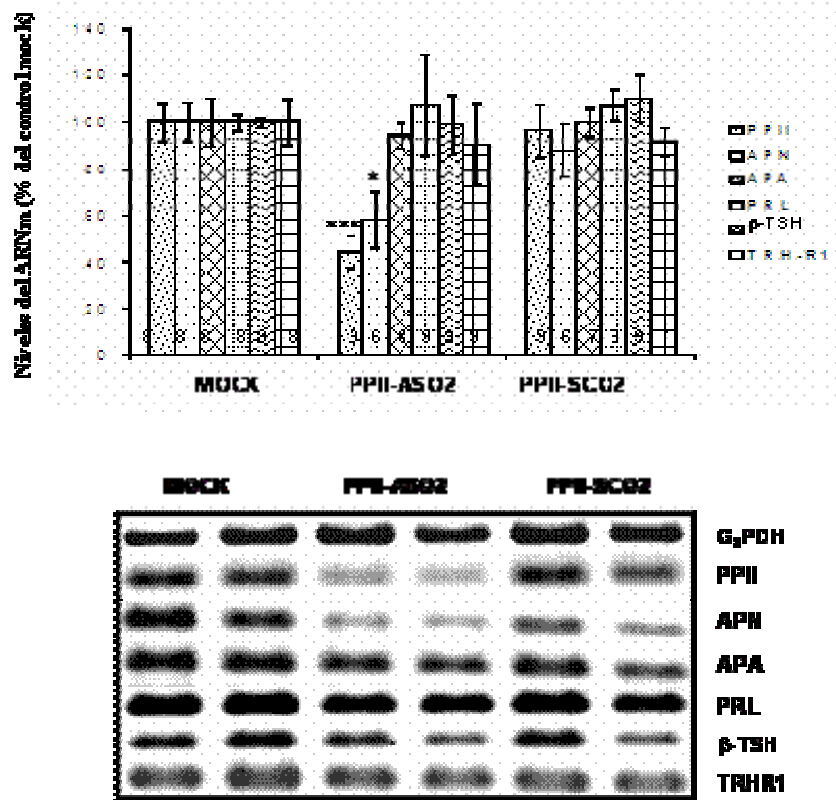 Niveles del ARNm (% del control mock)
140
120
100
80
60
40
20
0
***
*
PPII
APN
APA
PRL
β-TSH
TRH-R1
MOCK PPII-ASO2 PPII-SCO2
MOCK PPII-ASO2 PPII-SCO2
G₃PDH
PPII
APN
APA
PRL
β-TSH
TRHR1